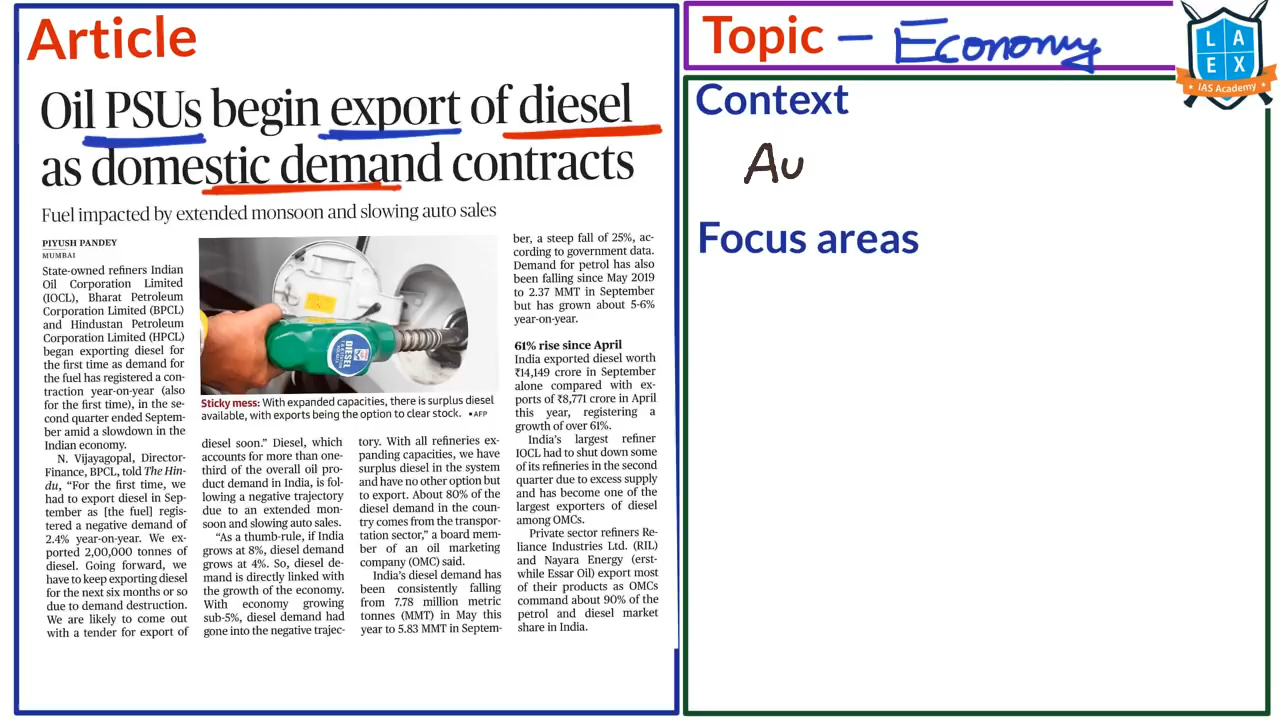 Article
Oil PSUs begin export of diesel
as domestic demand contracts
Fuel impacted by extended monsoon and slowing auto sales
PIYUSH PANDEY
MUMBAI
State-owned refiners Indian
Oil Corporation Limited
(IOCL), Bharat Petroleum
Corporation Limited (BPCL)
and Hindustan Petroleum
Corporation Limited (HPCL)
began exporting diesel for
the first time as demand for
the fuel has registered a con-
traction year-on-year (also
for the first time), in the se-
cond quarter ended Septem-
ber amid a slowdown in the
Indian economy.
N. Vijayagopal, Director-
Finance, BPCL, told The Hin-
du, “For the first time, we
had to export diesel in Sep-
tember as [the fuel] regis-
tered a negative demand of
2.4% year-on-year. We ex-
ported 2,00,000 tonnes of
diesel. Going forward, we
have to keep exporting diesel
for the next six months or so
due to demand destruction.
We are likely to come out
with a tender for export of
DIESEL
Sticky mess: With expanded capacities, there is surplus diesel
available, with exports being the option to clear stock. ▪AFP
diesel soon.” Diesel, which
accounts for more than one-
third of the overall oil pro-
duct demand in India, is fol-
lowing a negative trajectory
due to an extended mon-
soon and slowing auto sales.
“As a thumb-rule, if India
grows at 8%, diesel demand
grows at 4%. So, diesel de-
mand is directly linked with
the growth of the economy.
With economy growing
sub-5%, diesel demand had
gone into the negative trajec-
tory. With all refineries ex-
panding capacities, we have
surplus diesel in the system
and have no other option but
to export. About 80% of the
diesel demand in the coun-
try comes from the transpor-
tation sector,” a board mem-
ber of an oil marketing
company (OMC) said.
India’s diesel demand has
been consistently falling
from 7.78 million metric
tonnes (MMT) in May this
year to 5.83 MMT in Septem-
ber, a steep fall of 25%, ac-
cording to government data.
Demand for petrol has also
been falling since May 2019
to 2.37 MMT in September
but has grown about 5-6%
year-on-year.
61% rise since April
India exported diesel worth
₹14,149 crore in September
alone compared with ex-
ports of ₹8,771 crore in April
this year, registering a
growth of over 61%.
India’s largest refiner
IOCL had to shut down some
of its refineries in the second
quarter due to excess supply
and has become one of the
largest exporters of diesel
among OMCs.
Private sector refiners Re-
liance Industries Ltd. (RIL)
and Nayara Energy (erst-
while Essar Oil) export most
of their products as OMCs
command about 90% of the
petrol and diesel market
share in India.
Topic – Economy
L A
E X
IAS Academy
Context
Au
Focus areas